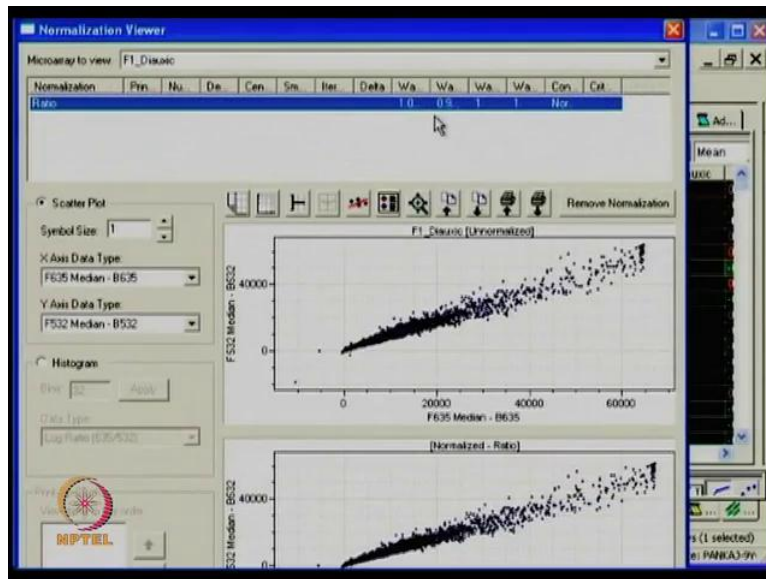 Normalization Viewer
Microarray to view F1_Diauxic
Normalization Prin... Nu... De... Cen... Sm... Iter... Delta Wa... Wa... Wa... Wa... Con... Crit...
Ratio 1.0... 0.9... 1 1 Nor...
Ad...
Mean
Scatter Plot
Symbol Size: 1
X Axis Data Type:
F635 Median - B635
Y Axis Data Type:
F532 Median - B532
Remove Normalization
F1_Diauxic [Unnormalized]
F532 Median - B532
40000
0
0 20000 40000 60000
F635 Median - B635
Histogram
Bins: 32 Apply
Data Type:
Log Ratio (635/532)
[Normalized - Ratio]
532 Median - B532
40000
0
NPTEL
s (1 selected)
e: PANKAJ-9